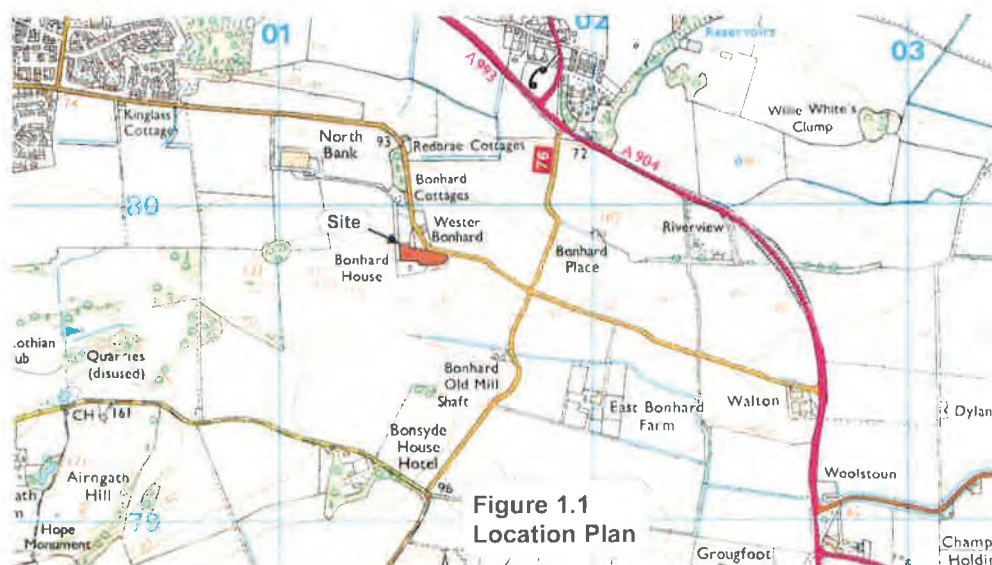 01
02
03
A 993
Reservoirs
74
Kinglass
Cottage
North
Bank
93
Redbrae Cottages
76
72
A 904
Willie White's
Clump
Bonhard
Cottages
80
Site
Wester
Bonhard
Bonhard
House
Bonhard
Place
Riverview
Quarries
(disused)
CH
161
Bonhard
Old Mill
Shaft
East Bonhard
Farm
Walton
Bonsyde
House
Hotel
Woolstoun
Airngath
Hill
96
79
Hope
Monument
Figure 1.1
Location Plan
Grougfoot